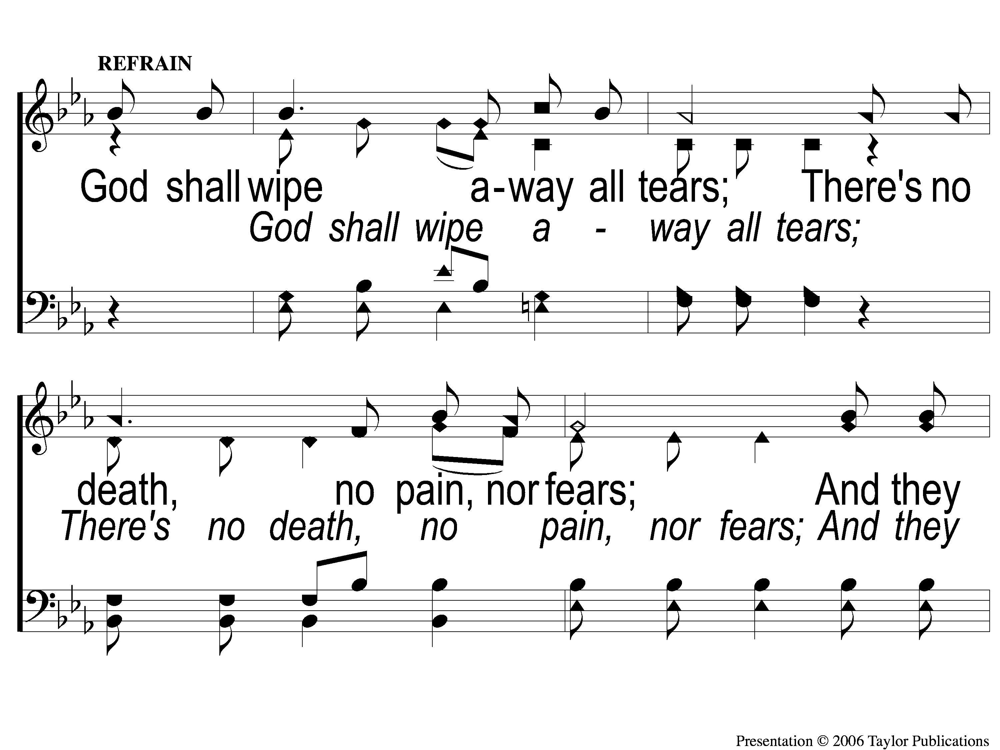 REFRAIN
God shall wipe a-way all tears; There's no
God shall wipe a - way all tears;
death, no pain, nor fears; And they
There's no death, no pain, nor fears; And they
Presentation © 2006 Taylor Publications